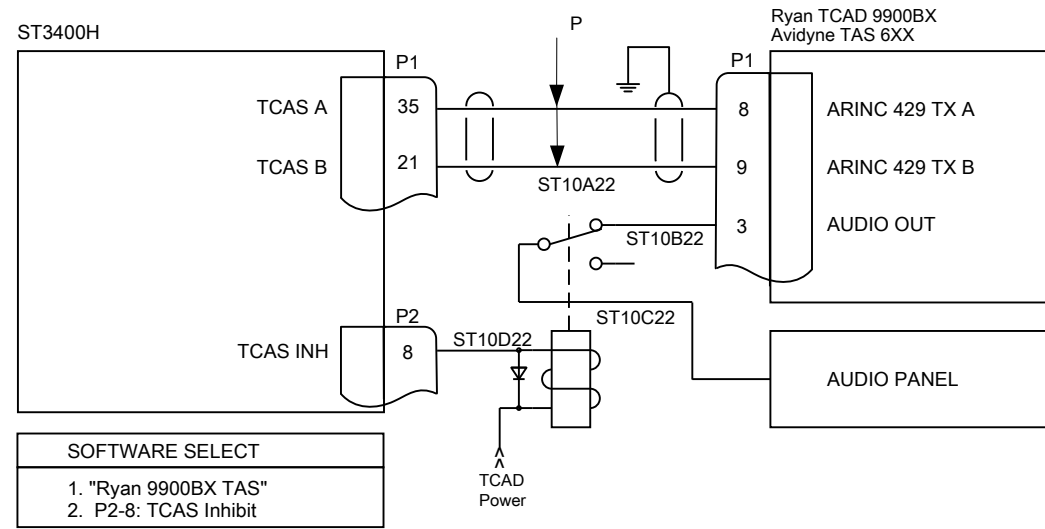 ST3400H
P
Ryan TCAD 9900BX
Avidyne TAS 6XX
P1
P1
TCAS A
35
8
ARINC 429 TX A
TCAS B
21
9
ARINC 429 TX B
ST10A22
3
AUDIO OUT
ST10B22
ST10C22
P2
ST10D22
TCAS INH
8
AUDIO PANEL
SOFTWARE SELECT
1. "Ryan 9900BX TAS"
2. P2-8: TCAS Inhibit
TCAD
Power